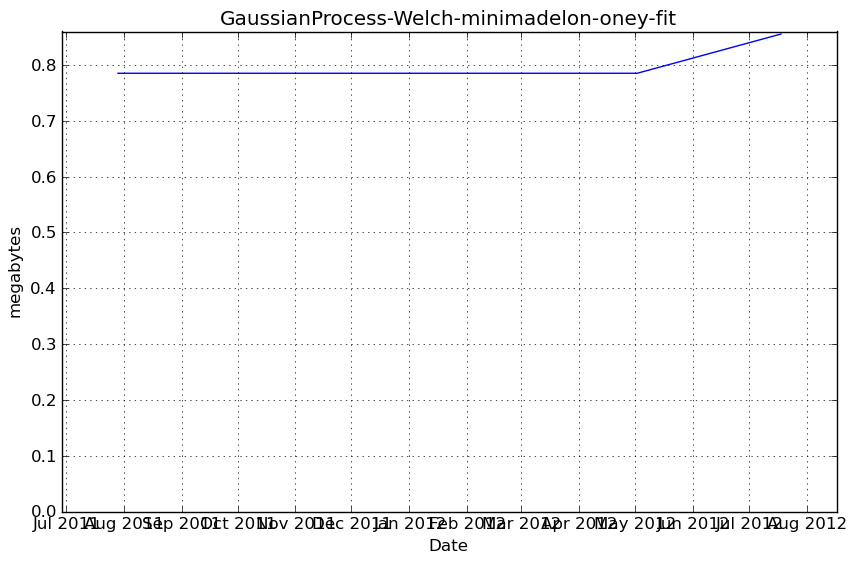 GaussianProcess-Welch-minimadelon-oney-fit
0.8
0.7
0.6
0.5
0.4
0.3
0.2
0.1
0.0
megabytes
Jul 2011 Aug 2011 Sep 2011 Oct 2011 Nov 2011 Dec 2011 Jan 2012 Feb 2012 Mar 2012 Apr 2012 May 2012 Jun 2012 Jul 2012 Aug 2012
Date